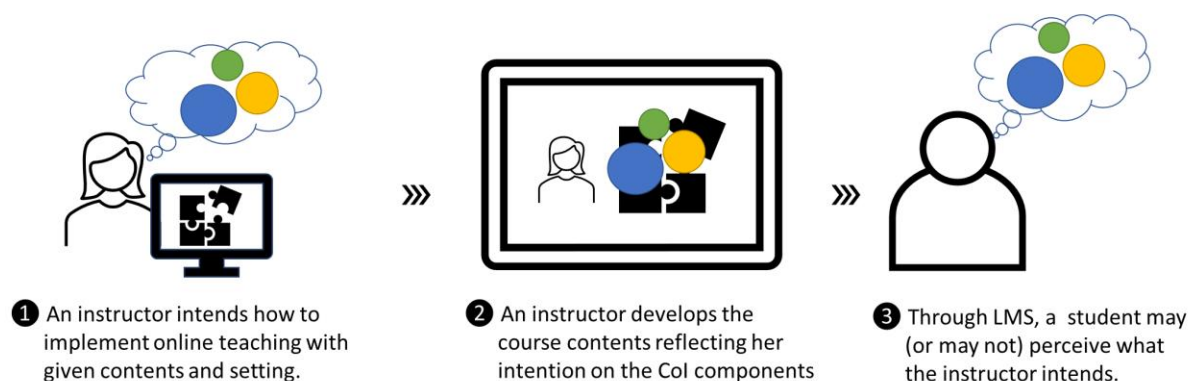 ❶ An instructor intends how to
implement online teaching with
given contents and setting.
❷ An instructor develops the
course contents reflecting her
intention on the CoI components
❸ Through LMS, a student may
(or may not) perceive what
the instructor intends.